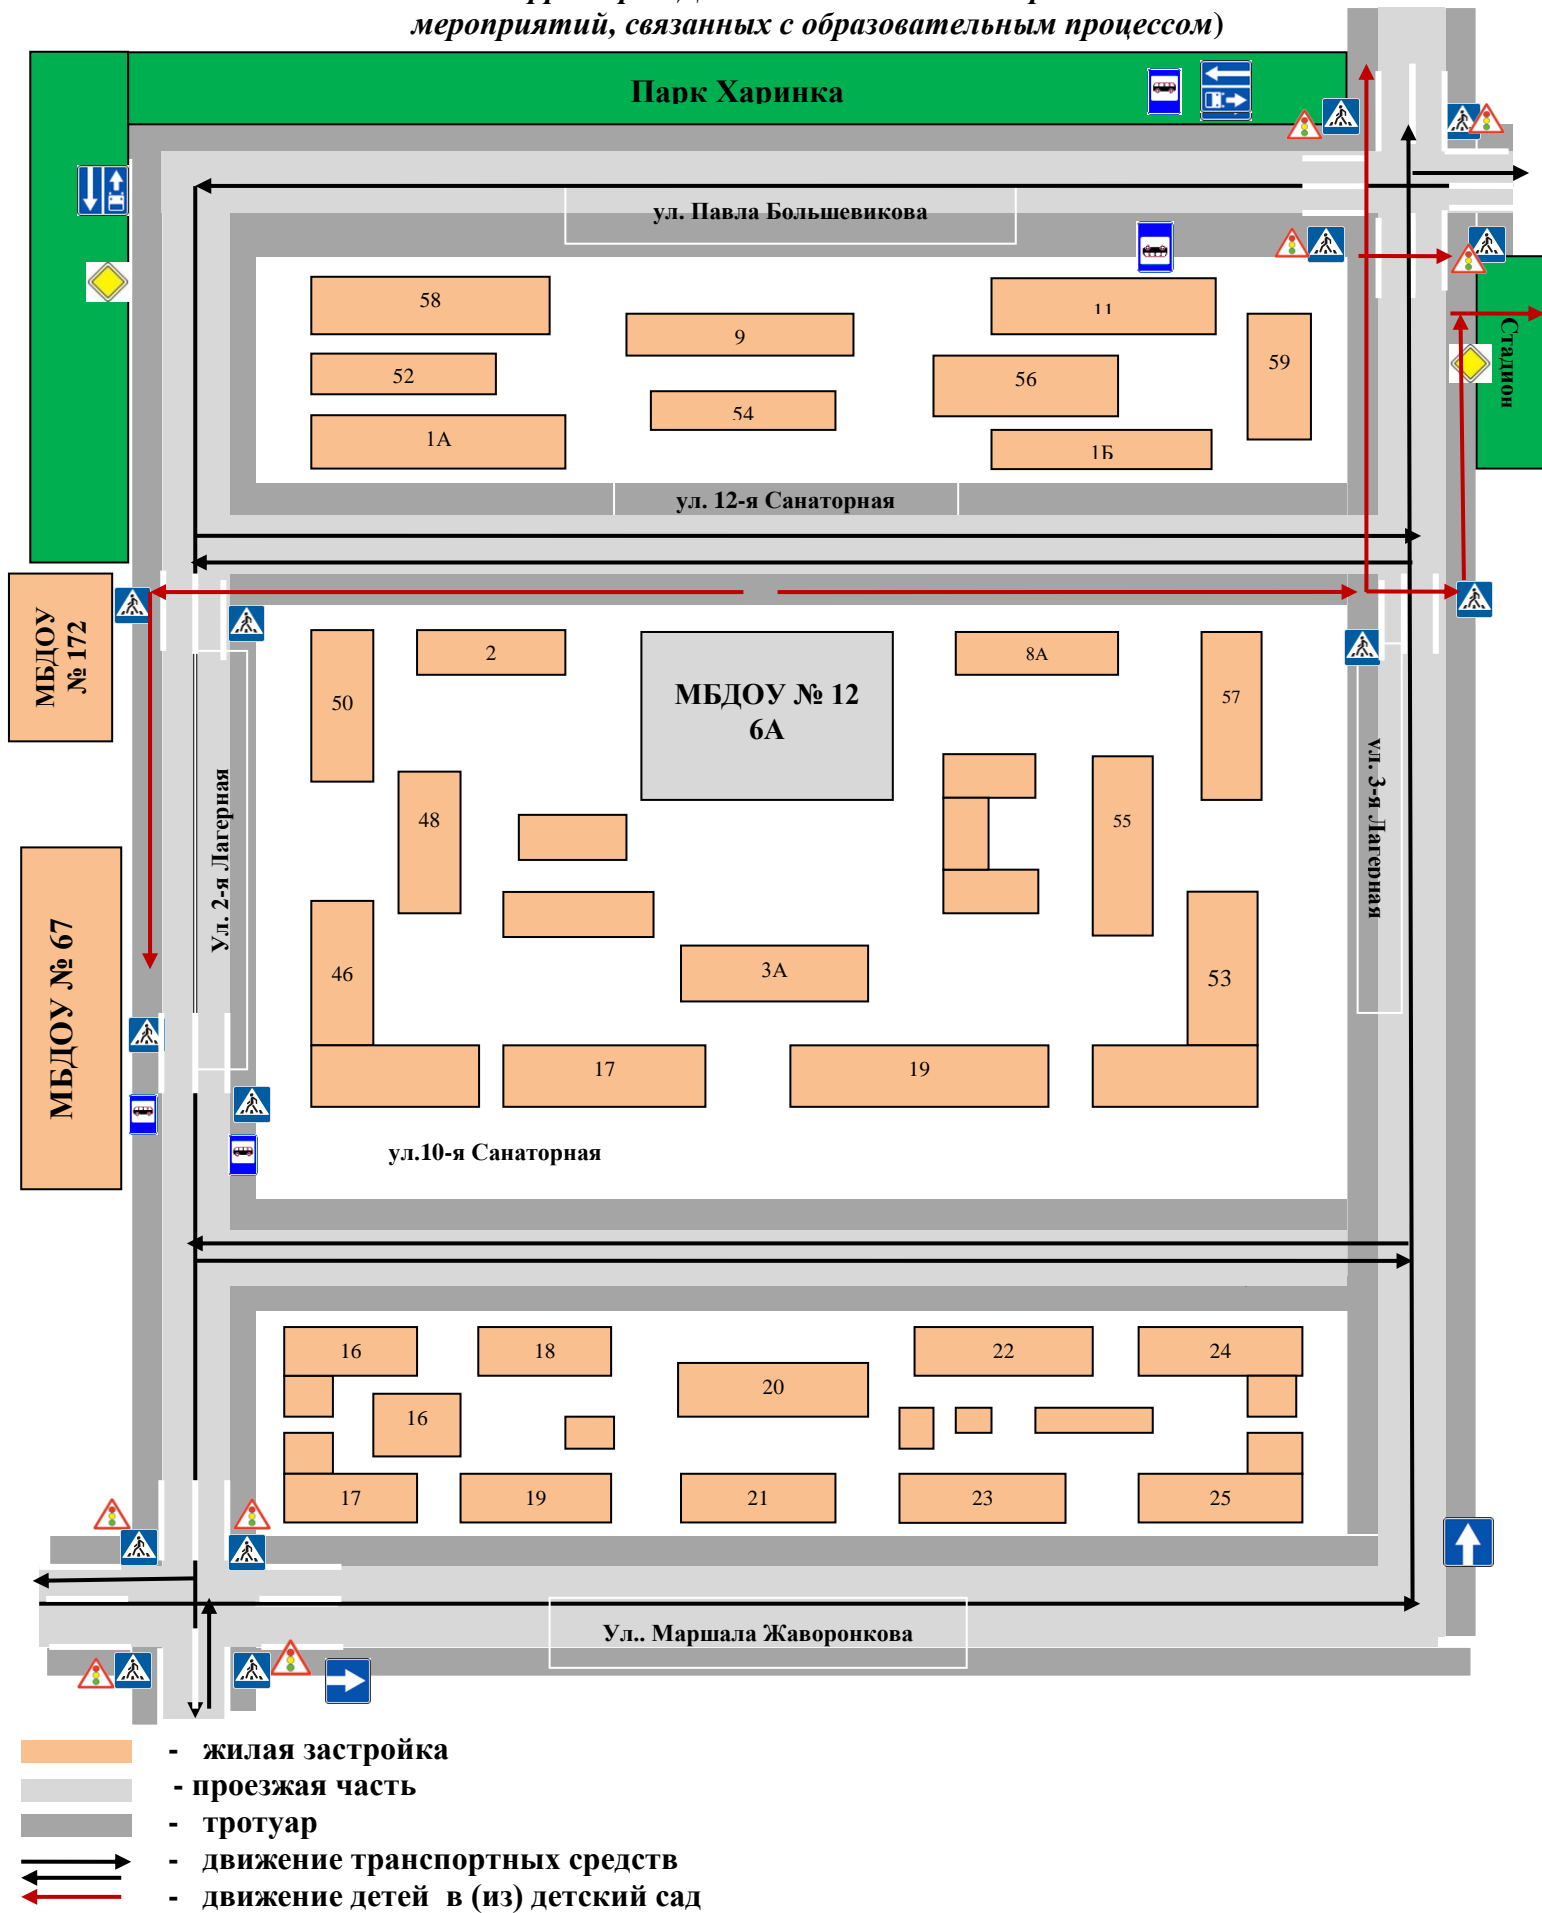 мероприятий, связанных с образовательным процессом)
Парк Харинка
ул. Павла Большевикова
58
11
9
59
52
56
54
1А
1Б
Стадион
ул. 12-я Санаторная
МБДОУ
№ 172
2
МБДОУ № 12
6А
8А
50
57
Ул. 2-я Лагерная
ул. 3-я Лагерная
48
55
МБДОУ № 67
46
3А
53
17
19
ул.10-я Санаторная
16
18
22
24
20
16
17
19
21
23
25
Ул.. Маршала Жаворонкова
- жилая застройка
- проезжая часть
- тротуар
- движение транспортных средств
- движение детей в (из) детский сад